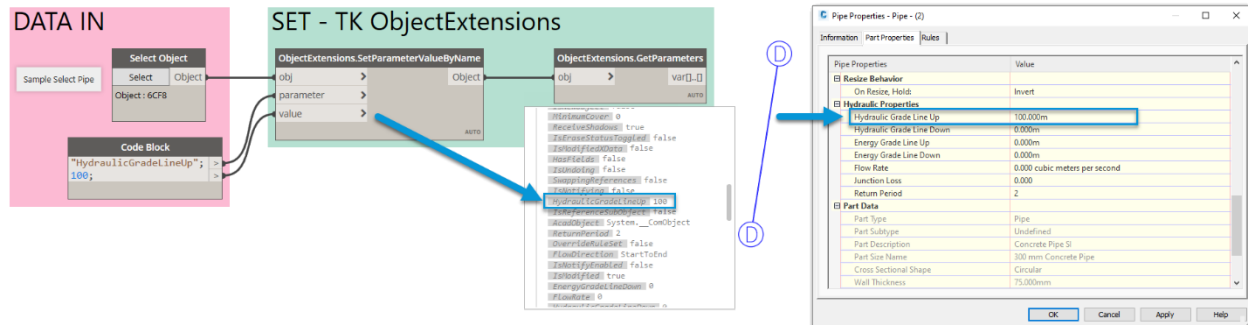 DATA IN
Sample Select Pipe
Select Object
Select Object
Object : 6CF8
Code Block
"HydraulicGradeLineUp"; >
100; >
SET - TK ObjectExtensions
ObjectExtensions.SetParameterValueByName
obj > Object
parameter >
value >
AUTO
ObjectExtensions.GetParameters
obj > var[]..[]
AUTO
MinimumCover 0
ReceiveShadows true
IsEraseStatusToggled false
IsModifiedXData false
HasFields false
IsUndoing false
SwappingReferences false
IsNotifying false
HydraulicGradeLineUp 100
IsReferenceSubObject false
AcadObject System.__ComObject
ReturnPeriod 2
OverrideRuleSet false
FlowDirection StartToEnd
IsNotifyEnabled false
IsModified true
EnergyGradeLineDown 0
FlowRate 0
D
D
Pipe Properties - Pipe - (2)
Information Part Properties Rules
Pipe Properties Value
Resize Behavior
On Resize, Hold: Invert
Hydraulic Properties
Hydraulic Grade Line Up 100.000m
Hydraulic Grade Line Down 0.000m
Energy Grade Line Up 0.000m
Energy Grade Line Down 0.000m
Flow Rate 0.000 cubic meters per second
Junction Loss 0.000
Return Period 2
Part Data
Part Type Pipe
Part Subtype Undefined
Part Description Concrete Pipe SI
Part Size Name 300 mm Concrete Pipe
Cross Sectional Shape Circular
Wall Thickness 75.000mm
OK Cancel Apply Help